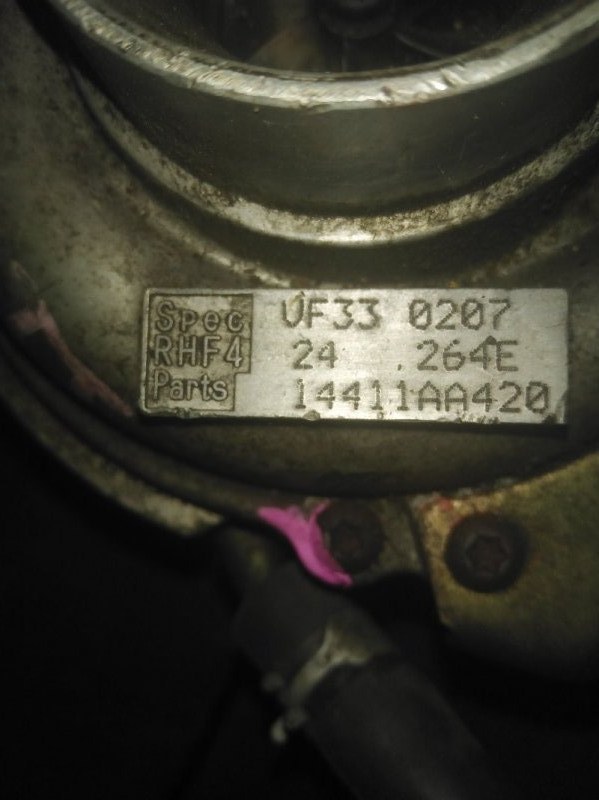 Spec VF33 0207
RHF4 24 .264E
Parts 14411AA420